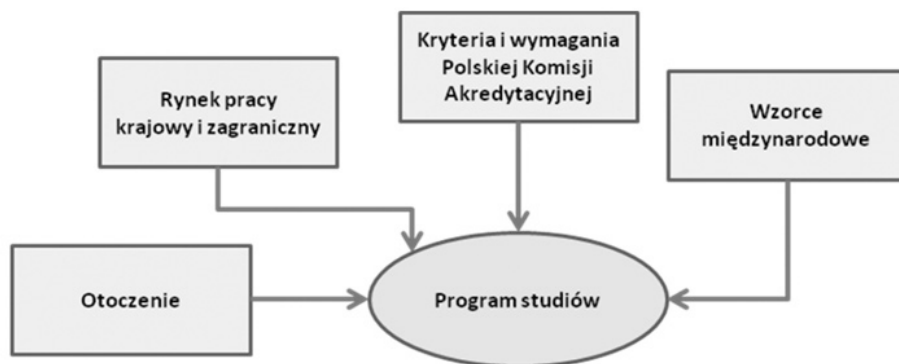 Kryteria i wymagania
Polskiej Komisji
Akredytacyjnej
Rynek pracy
krajowy i zagraniczny
Wzorce
międzynarodowe
Otoczenie
Program studiów